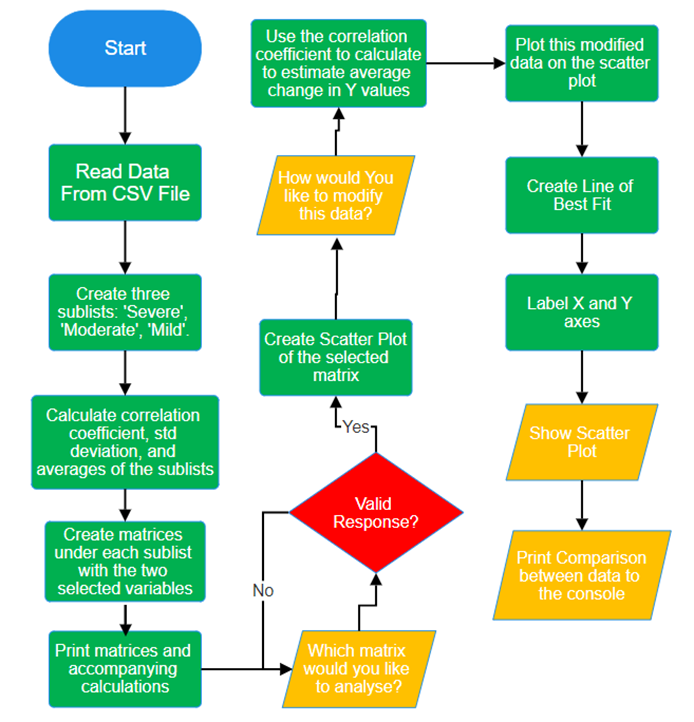 Start
Read Data
From CSV File
Create three
sublists: 'Severe',
'Moderate', 'Mild'.
Calculate correlation
coefficient, std
deviation, and
averages of the sublists
Create matrices
under each sublist
with the two
selected variables
Print matrices and
accompanying
calculations
Which matrix
would you like
to analyse?
Valid
Response?
No
Yes
Create Scatter Plot
of the selected
matrix
How would You
like to modify
this data?
Use the correlation
coefficient to calculate
to estimate average
change in Y values
Plot this modified
data on the scatter
plot
Create Line of
Best Fit
Label X and Y
axes
Show Scatter
Plot
Print Comparison
between data to
the console